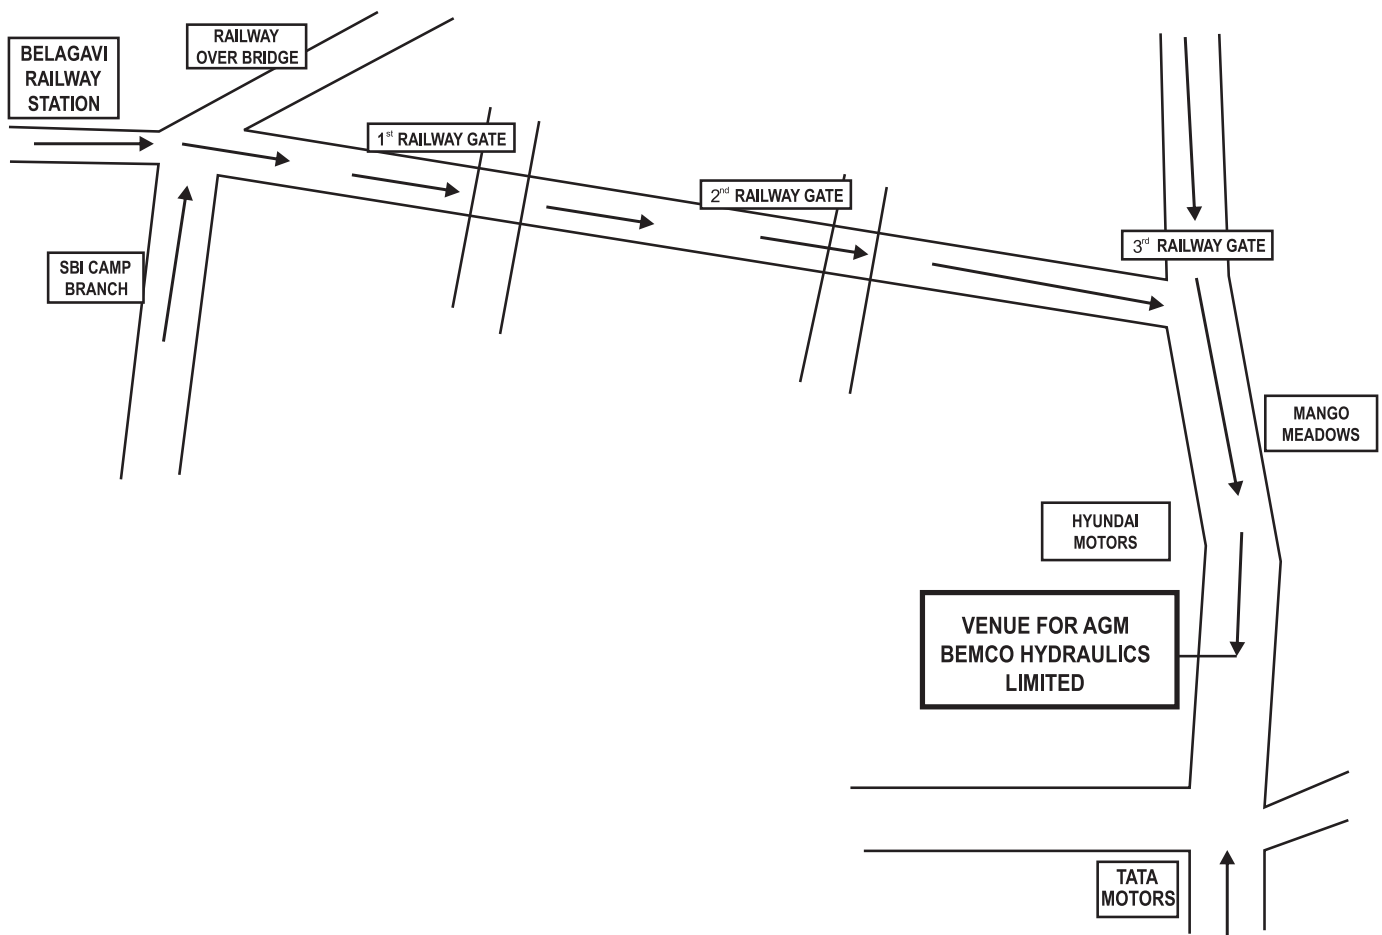 BELAGAVI
RAILWAY
STATION
RAILWAY
OVER BRIDGE
1st RAILWAY GATE
2nd RAILWAY GATE
3rd RAILWAY GATE
SBI CAMP
BRANCH
MANGO
MEADOWS
HYUNDAI
MOTORS
VENUE FOR AGM
BEMCO HYDRAULICS
LIMITED
TATA
MOTORS